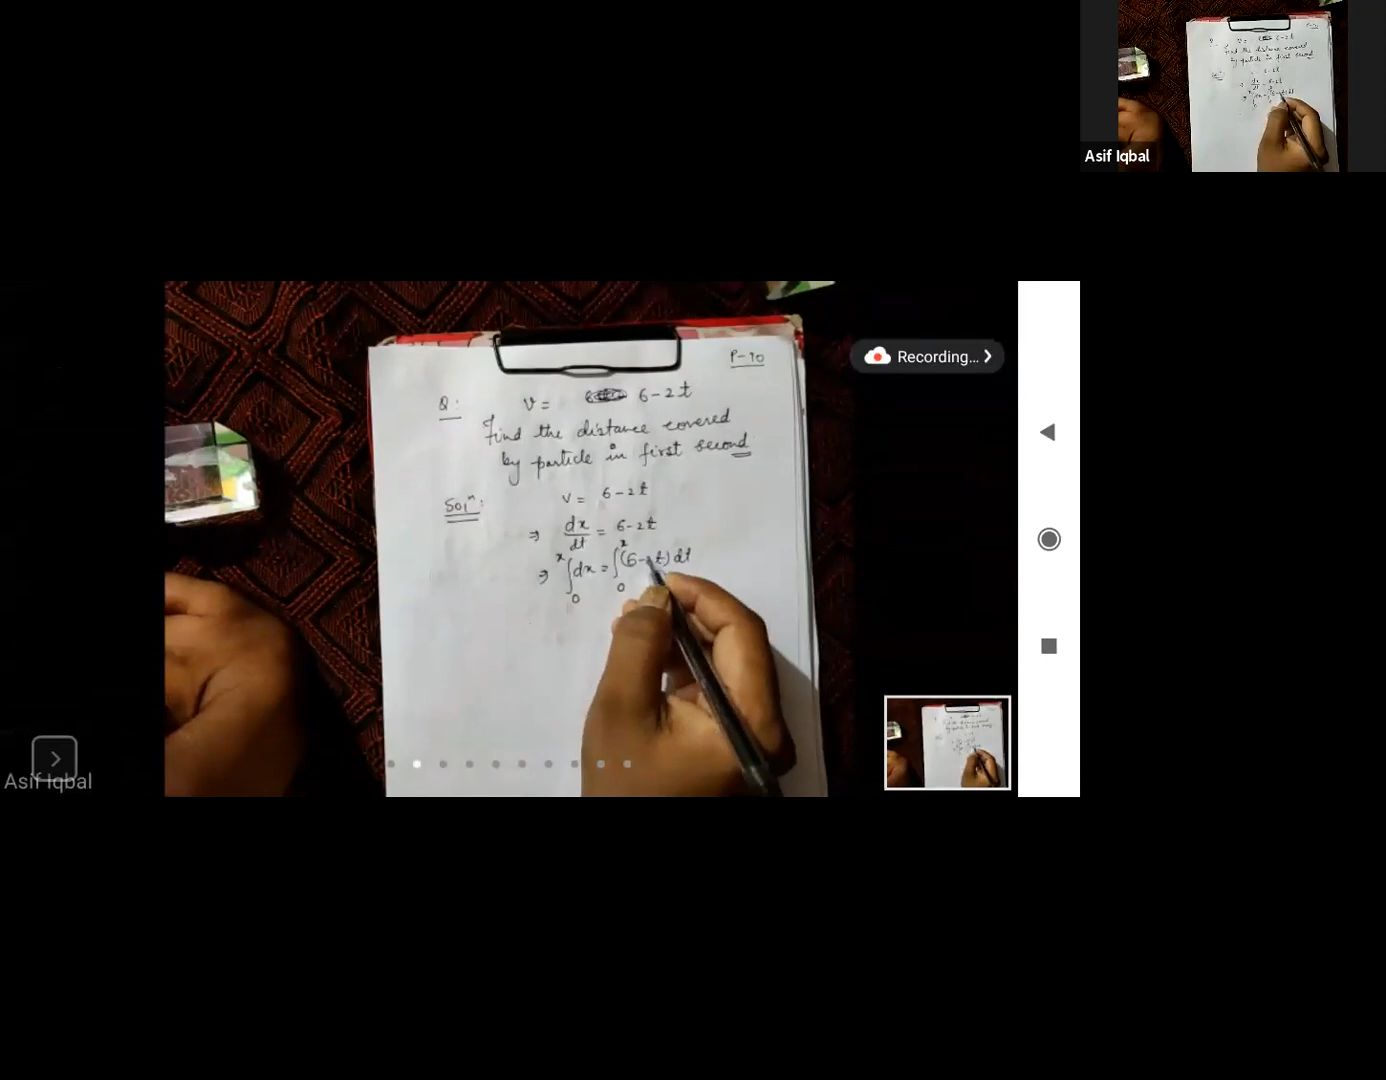 Asif Iqbal
P-10
Recording...
Q: v = 6-2t
Find the distance covered
by particle in first second
Solⁿ: v = 6-2t
⇒ dx/dt = 6-2t
⇒ ∫₀ˣ dx = ∫₀ (6-2t) dt
Asif Iqbal